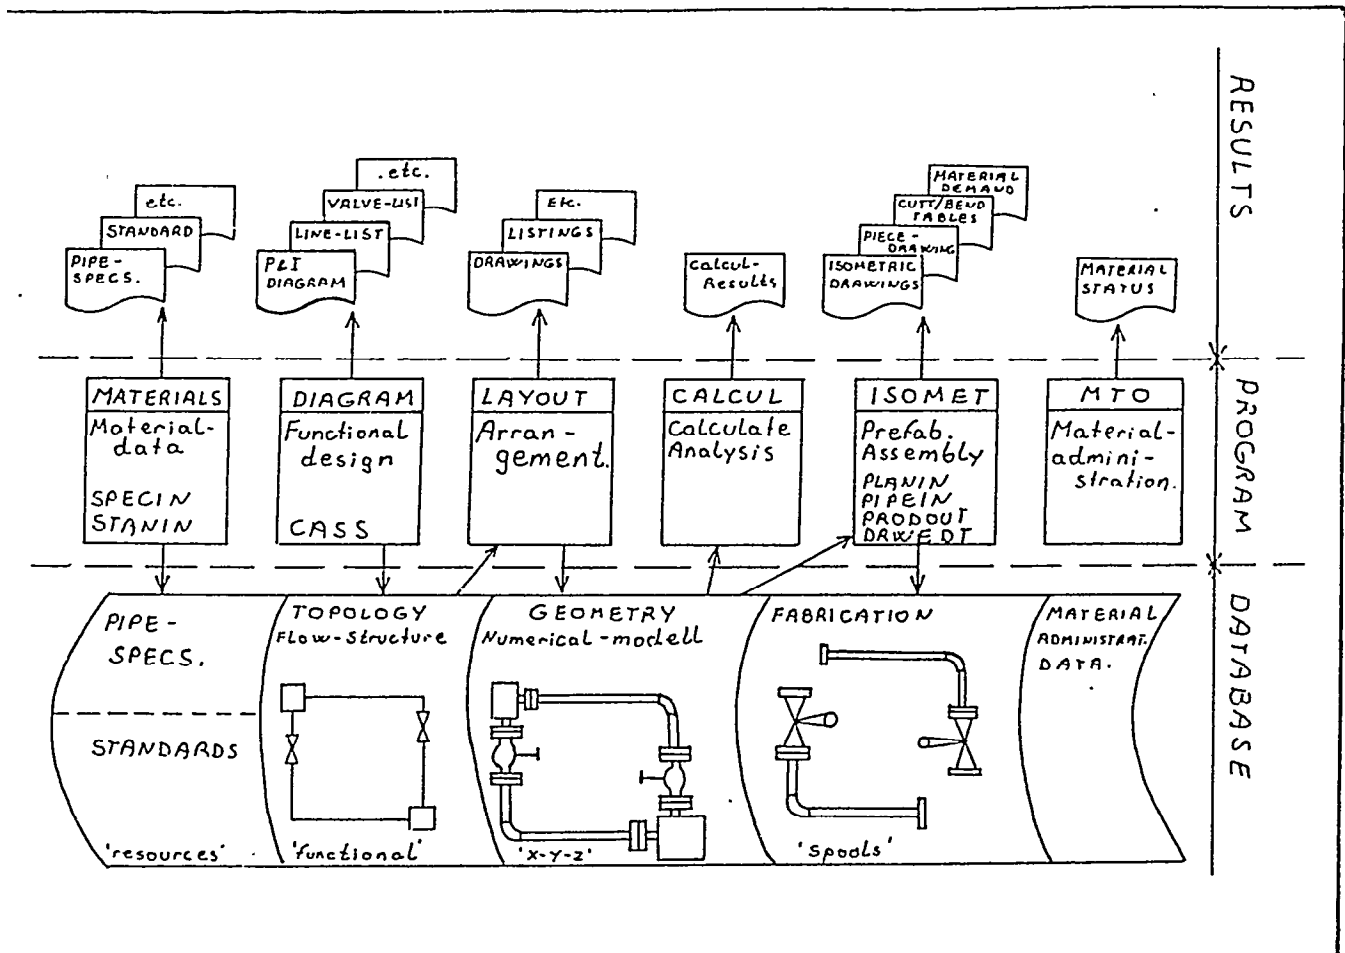 RESULTS
etc.
STANDARD
PIPE-
SPECS.
.etc.
VALVE-LIST
LINE-LIST
P&I
DIAGRAM
Etc.
LISTINGS
DRAWINGS
Calcul-
Results
MATERIAL
DEMAND
CUTT/BEND
TABLES
PIECE-
DRAWING
ISOMETRIC
DRAWINGS
MATERIAL
STATUS
PROGRAM
MATERIALS
Material-
data
SPECIN
STANIN
DIAGRAM
Functional
design
CASS
LAYOUT
Arran-
gement.
CALCUL
Calculate
Analysis
ISOMET
Prefab.
Assembly
PLANIN
PIPEIN
PRODOUT
DRWEDT
MTO
Material-
admini-
stration.
DATABASE
PIPE-
SPECS.
STANDARDS
'resources'
TOPOLOGY
Flow-structure
'functional'
GEOMETRY
Numerical-modell
'X-Y-Z'
FABRICATION
'Spools'
MATERIAL
ADMINISTRAT.
DATA.